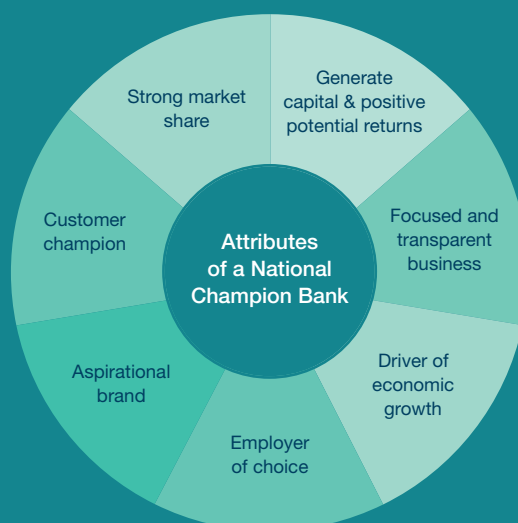 Attributes
of a National
Champion Bank
Generate
capital & positive
potential returns
Focused and
transparent
business
Driver of
economic
growth
Employer
of choice
Aspirational
brand
Customer
champion
Strong market
share